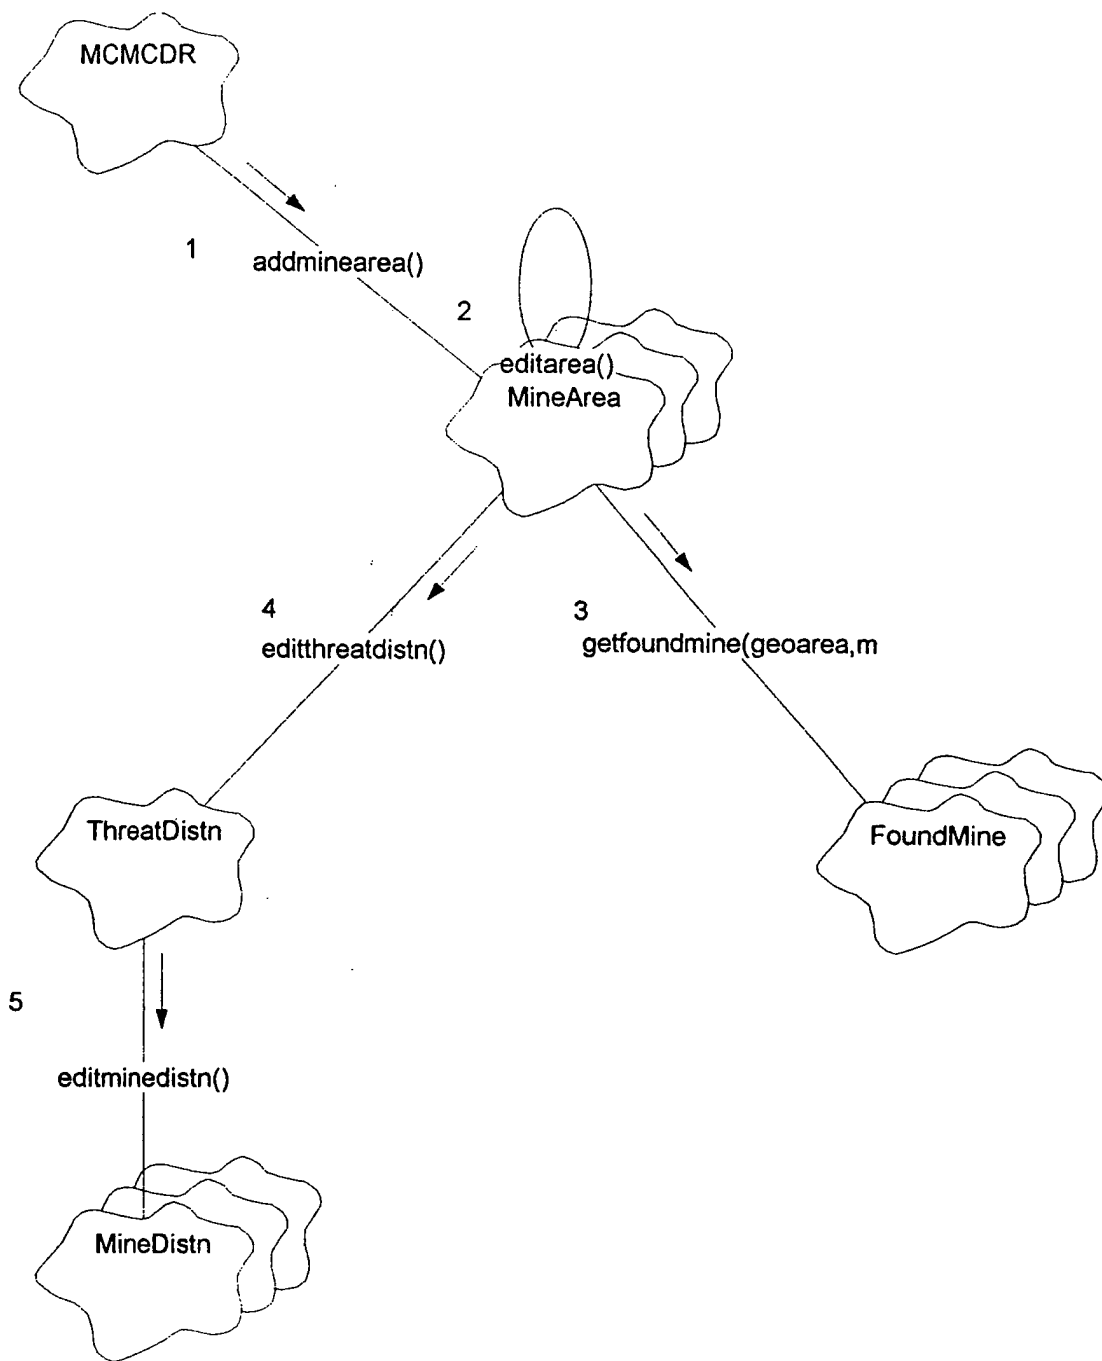 MCMCDR
1
addminearea()
2
editarea()
MineArea
4
3
editthreatdistn()
getfoundmine(geoarea,m
ThreatDistn
FoundMine
5
editminedistn()
MineDistn